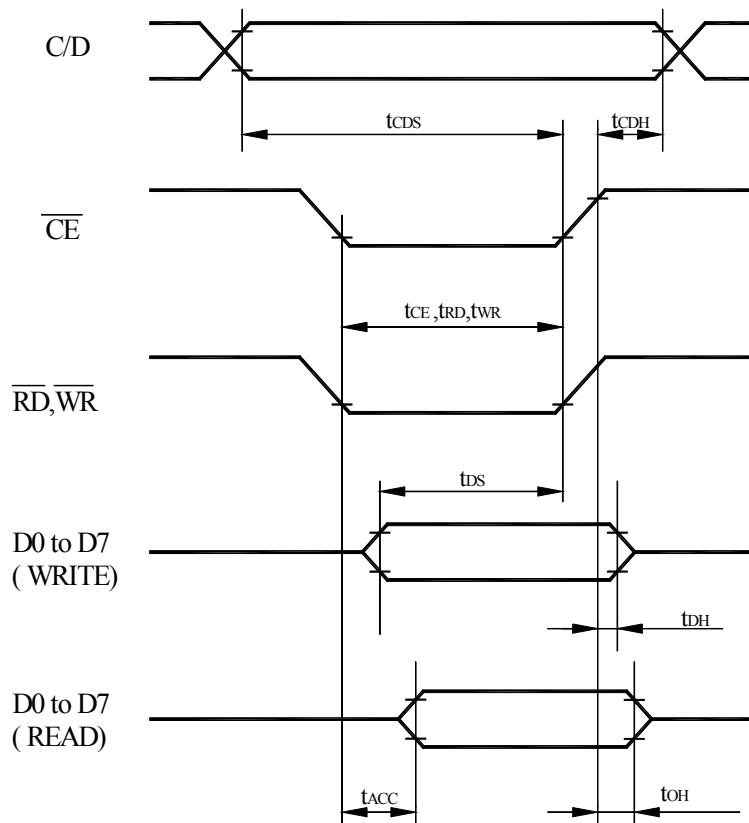 C/D
tCDS
tCDH
CE
tCE ,tRD,tWR
RD,WR
tDS
D0 to D7
( WRITE)
tDH
D0 to D7
( READ)
tACC
tOH